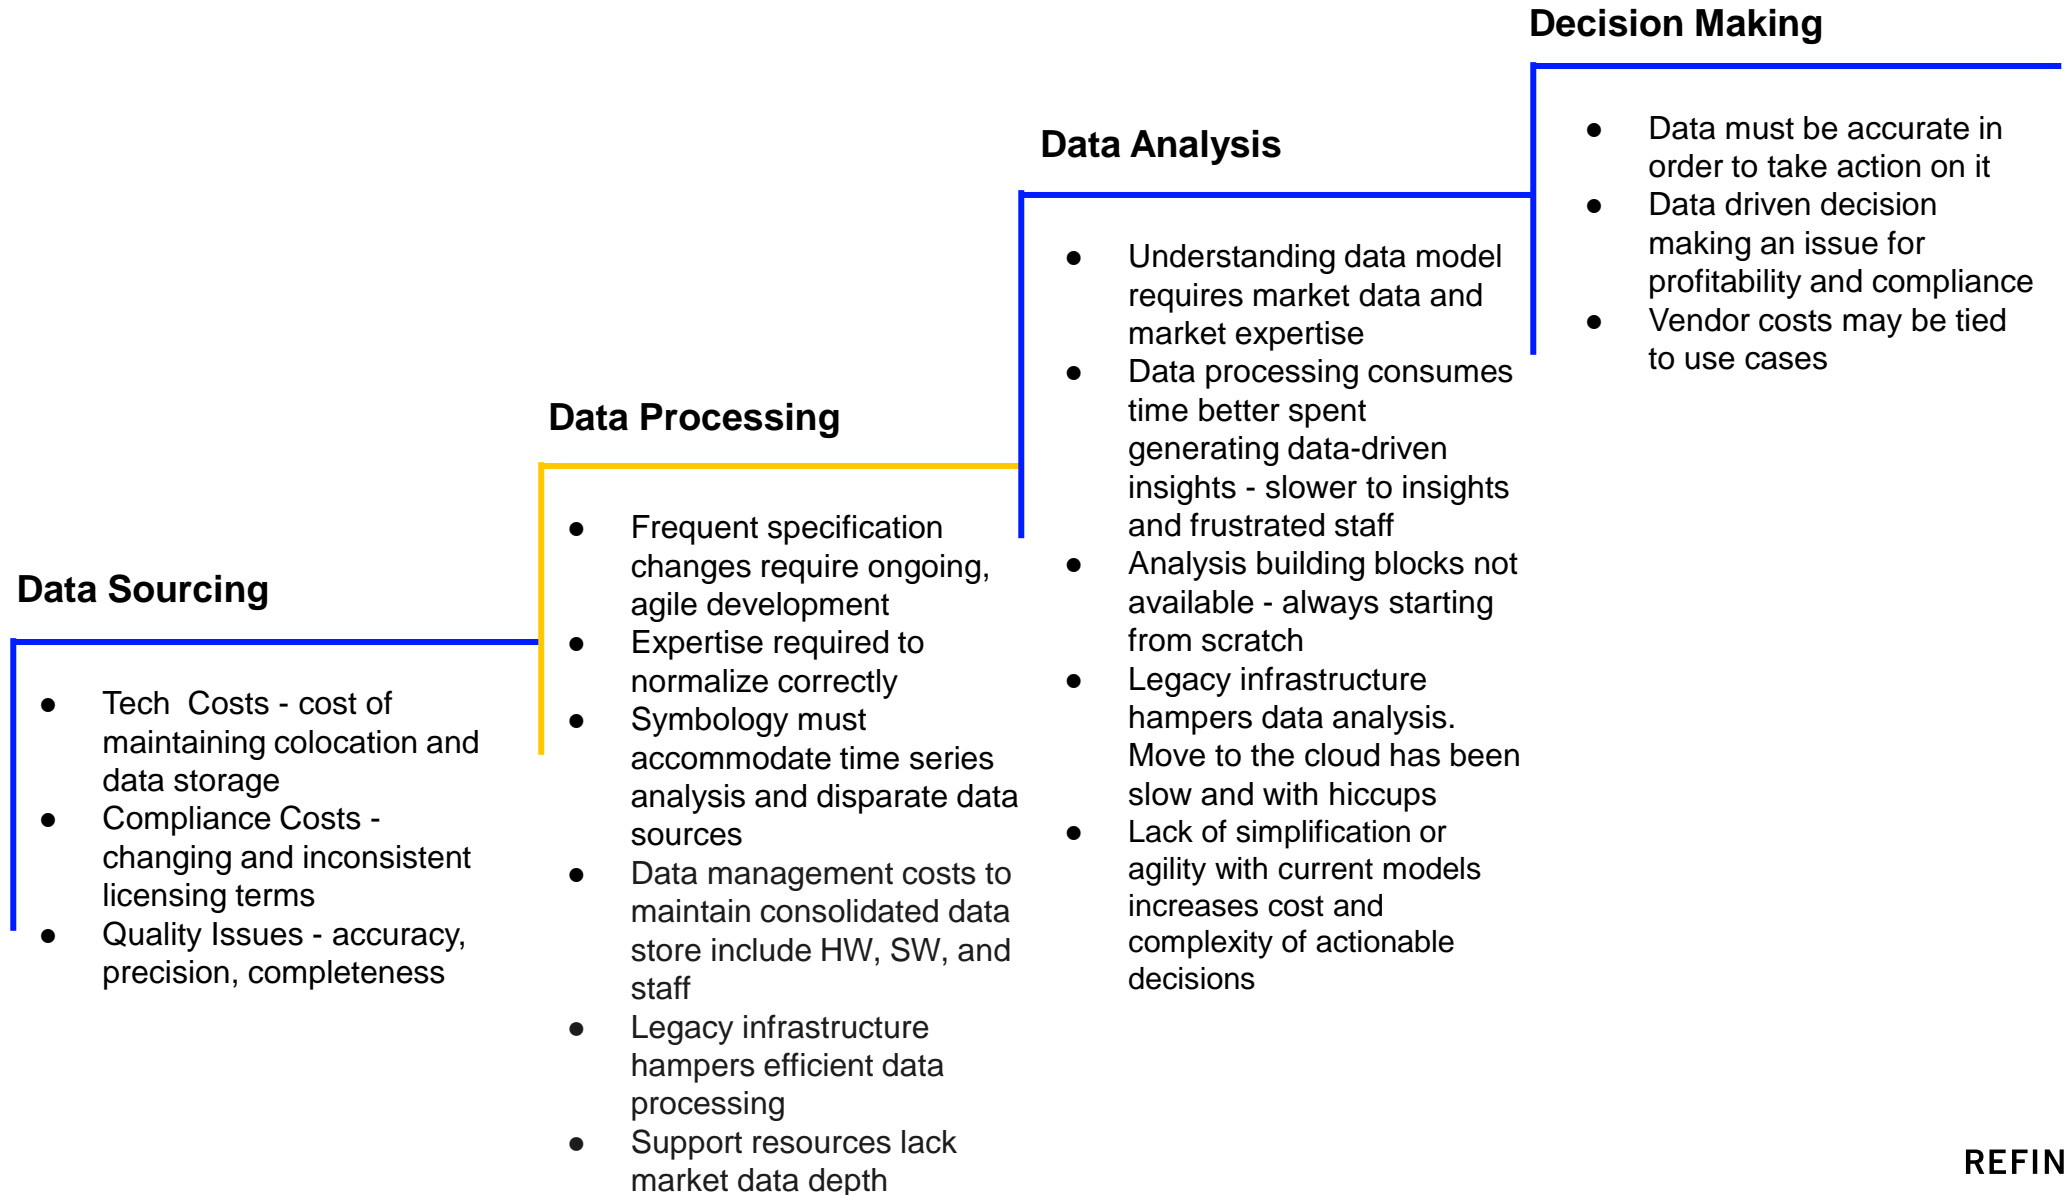 Data Sourcing
● Tech  Costs - cost of
maintaining colocation and
data storage
● Compliance Costs -
changing and inconsistent
licensing terms
● Quality Issues - accuracy,
precision, completeness
Data Processing
● Frequent specification
changes require ongoing,
agile development
● Expertise required to
normalize correctly
● Symbology must
accommodate time series
analysis and disparate data
sources
● Data management costs to
maintain consolidated data
store include HW, SW, and
staff
● Legacy infrastructure
hampers efficient data
processing
● Support resources lack
market data depth
Data Analysis
● Understanding data model
requires market data and
market expertise
● Data processing consumes
time better spent
generating data-driven
insights - slower to insights
and frustrated staff
● Analysis building blocks not
available - always starting
from scratch
● Legacy infrastructure
hampers data analysis.
Move to the cloud has been
slow and with hiccups
● Lack of simplification or
agility with current models
increases cost and
complexity of actionable
decisions
Decision Making
● Data must be accurate in
order to take action on it
● Data driven decision
making an issue for
profitability and compliance
● Vendor costs may be tied
to use cases
REFIN